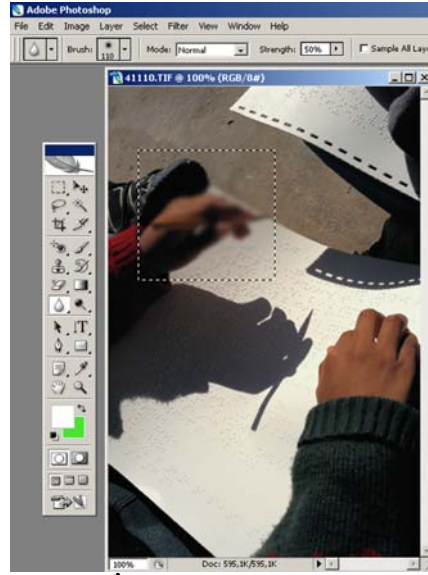 Adobe Photoshop
File Edit Image Layer Select Filter View Window Help
Brush: 110 Mode: Normal Strength: 50% Sample All Lay
41110.TIF @ 100% (RGB/8#)
100% Doc: 595,1K/595,1K